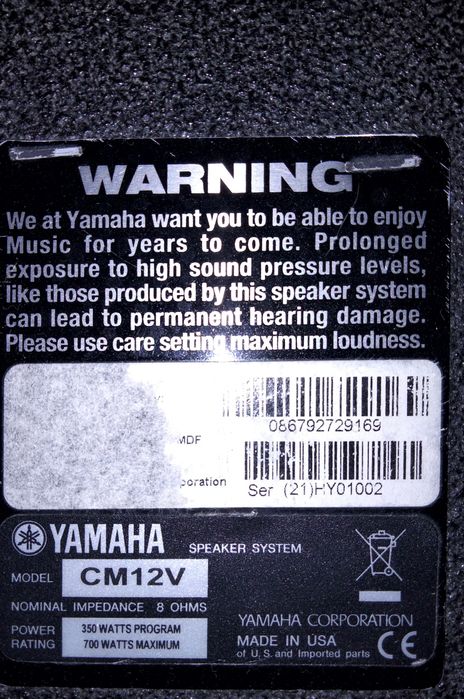 WARNING
We at Yamaha want you to be able to enjoy
Music for years to come. Prolonged
exposure to high sound pressure levels,
like those produced by this speaker system
can lead to permanent hearing damage.
Please use care setting maximum loudness.
086792729169
MDF
poration
Ser (21)HY01002
YAMAHA SPEAKER SYSTEM
MODEL CM12V
NOMINAL IMPEDANCE 8 OHMS
POWER RATING
350 WATTS PROGRAM
700 WATTS MAXIMUM
YAMAHA CORPORATION
MADE IN USA
of U.S. and Imported parts
CE